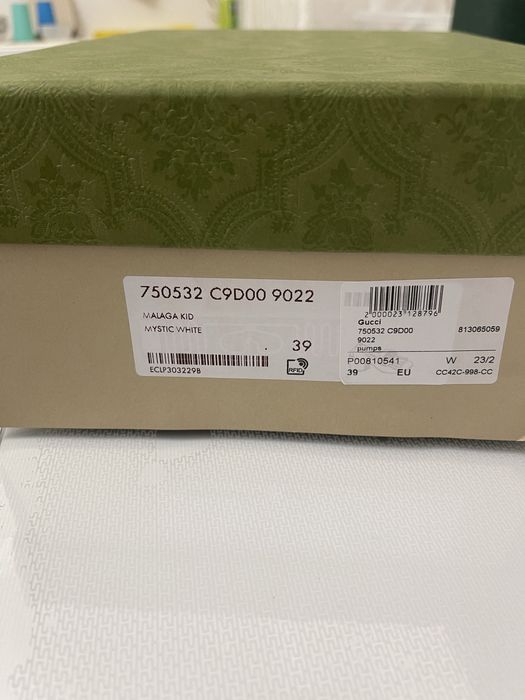 750532 C9D00 9022
MALAGA KID
MYSTIC WHITE
. 39
ECLP303229B
RFID
2 000023 128796
Gucci
750532 C9D00 813065059
9022
pumps
P00810541 W 23/2
39 EU CC42C-998-CC